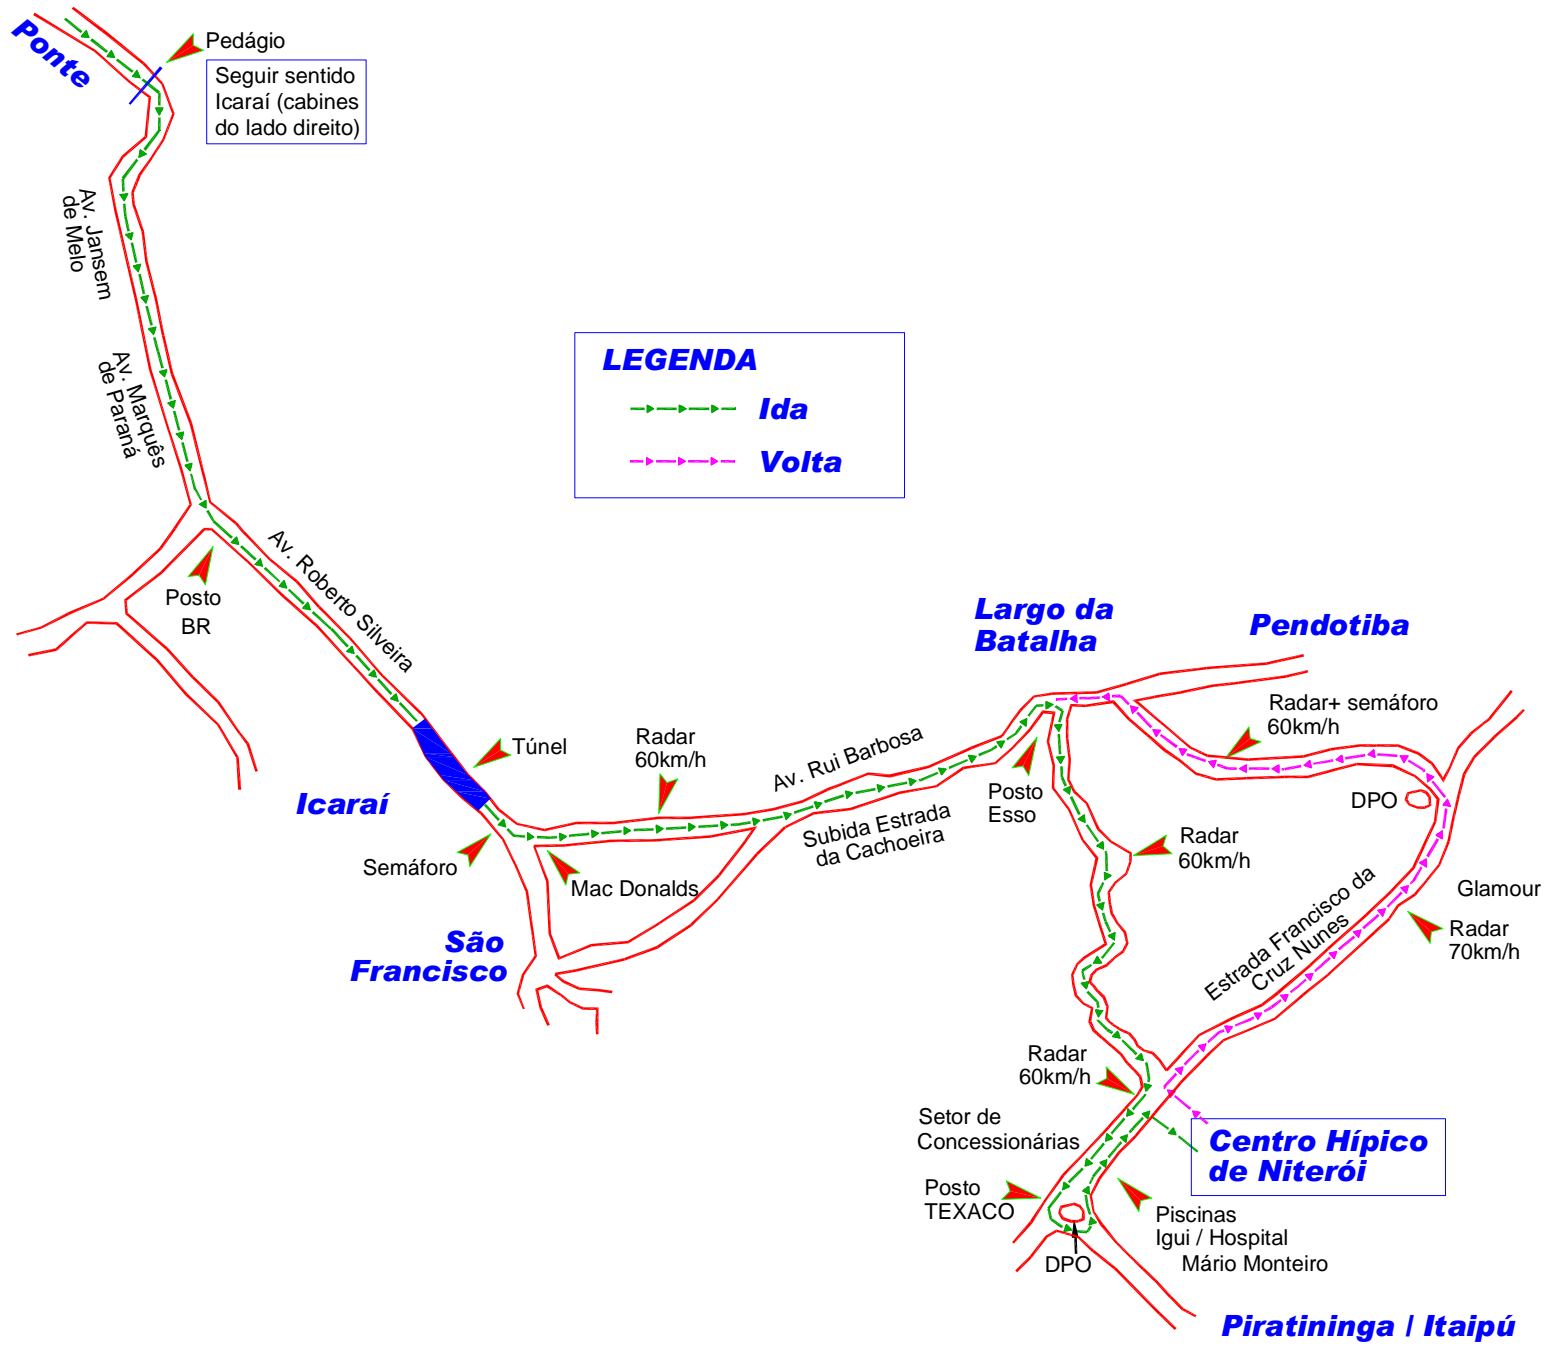 Ponte
Pedágio
Seguir sentido
Icaraí (cabines
do lado direito)
Av. Jansem
de Melo
Av. Marquês
de Paraná
LEGENDA
Ida
Volta
Av. Roberto Silveira
Posto
BR
Largo da
Batalha
Pendotiba
Radar+ semáforo
60km/h
Túnel
Radar
60km/h
Av. Rui Barbosa
Icaraí
Posto
Esso
DPO
Subida Estrada
da Cachoeira
Radar
60km/h
Semáforo
Mac Donalds
Glamour
Estrada Francisco da
Cruz Nunes
Radar
70km/h
São
Francisco
Radar
60km/h
Setor de
Concessionárias
Centro Hípico
de Niterói
Posto
TEXACO
Piscinas
Igui / Hospital
Mário Monteiro
DPO
Piratininga / Itaipú